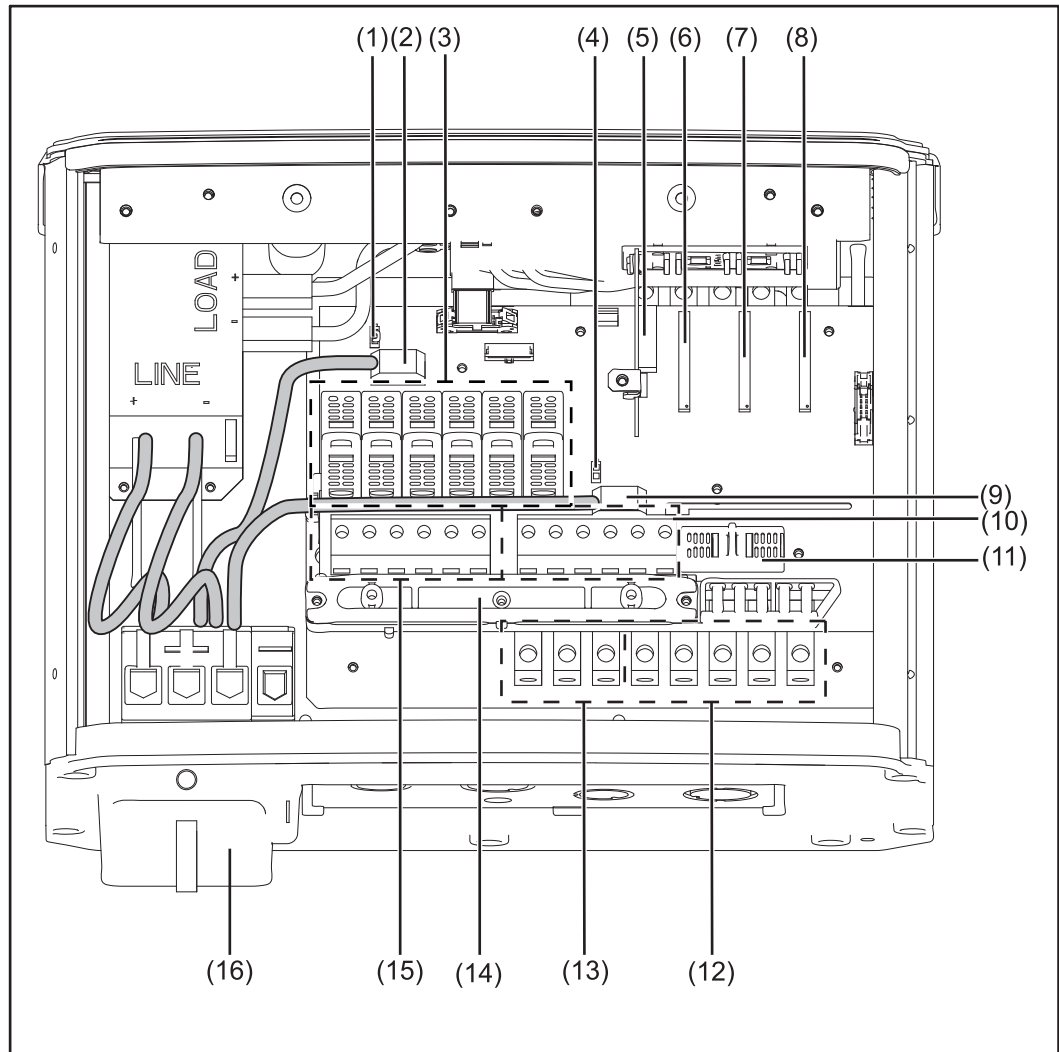 (1)(2) (3) (4) (5) (6) (7) (8)
LOAD
+
-
LINE
+ -
(9)
(10)
(11)
(16) (15) (14) (13) (12)